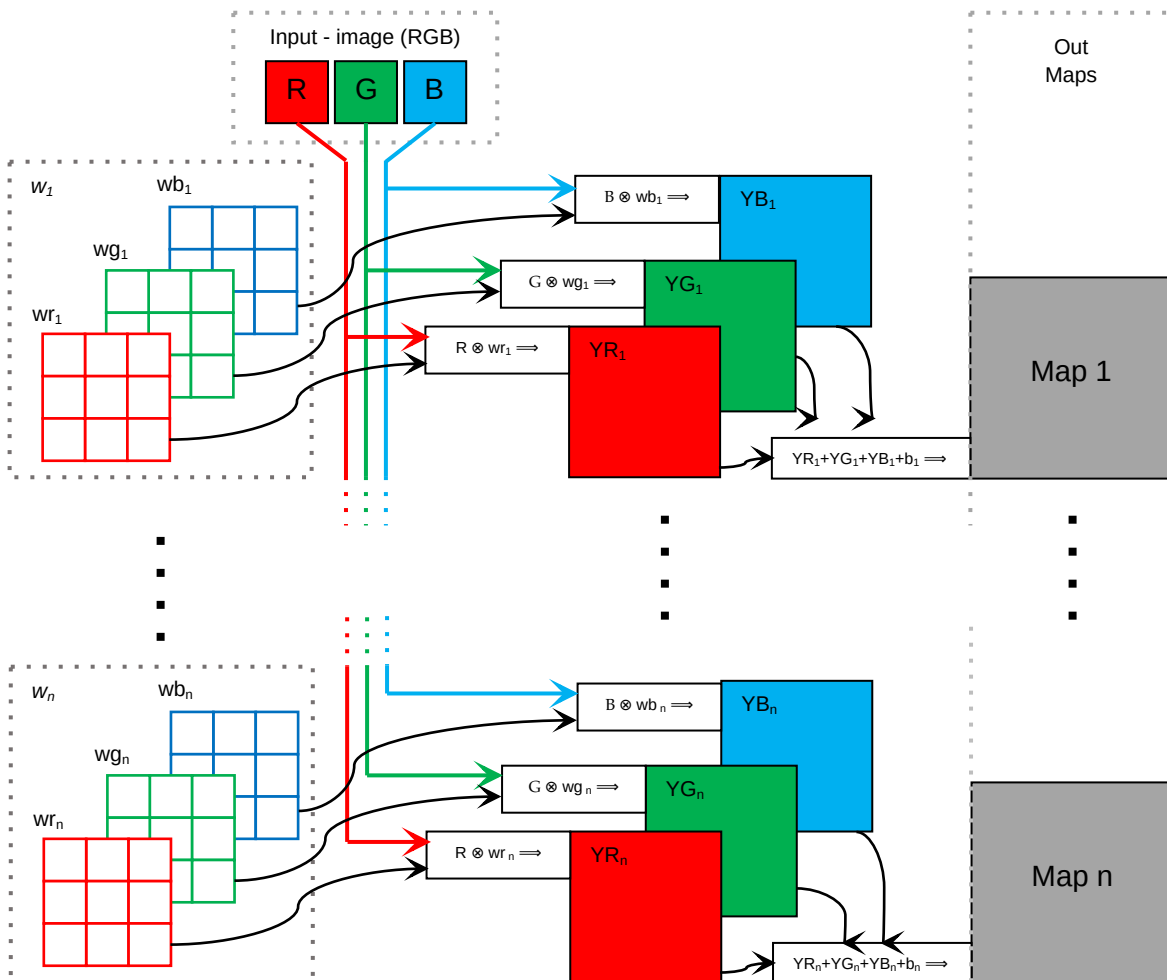 Input - image (RGB)
R G B
Out
Maps
w₁
wb₁
wg₁
wr₁
B ⊗ wb₁ ⟹
YB₁
G ⊗ wg₁ ⟹
YG₁
R ⊗ wr₁ ⟹
YR₁
Map 1
YR₁+YG₁+YB₁+b₁ ⟹
wₙ
wbₙ
wgₙ
wrₙ
B ⊗ wb ₙ ⟹
YBₙ
G ⊗ wg ₙ ⟹
YGₙ
R ⊗ wr ₙ ⟹
YRₙ
Map n
YRₙ+YGₙ+YBₙ+bₙ ⟹